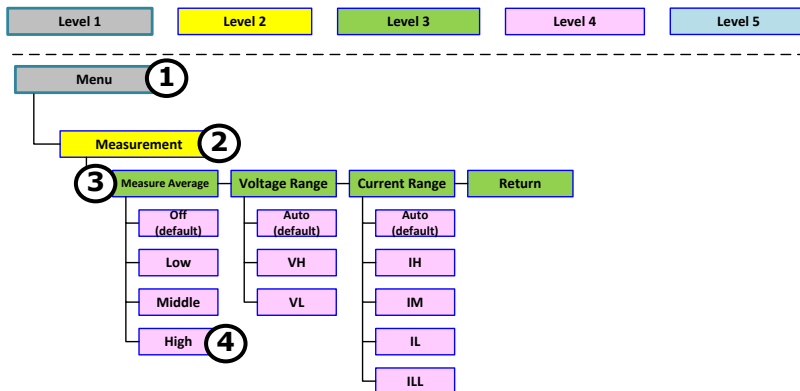 Level 1 Level 2 Level 3 Level 4 Level 5
Menu 1
Measurement 2
3 Measure Average Voltage Range Current Range Return
Off Auto Auto
(default) (default) (default)
Low VH IH
Middle VL IM
High 4 IL
ILL